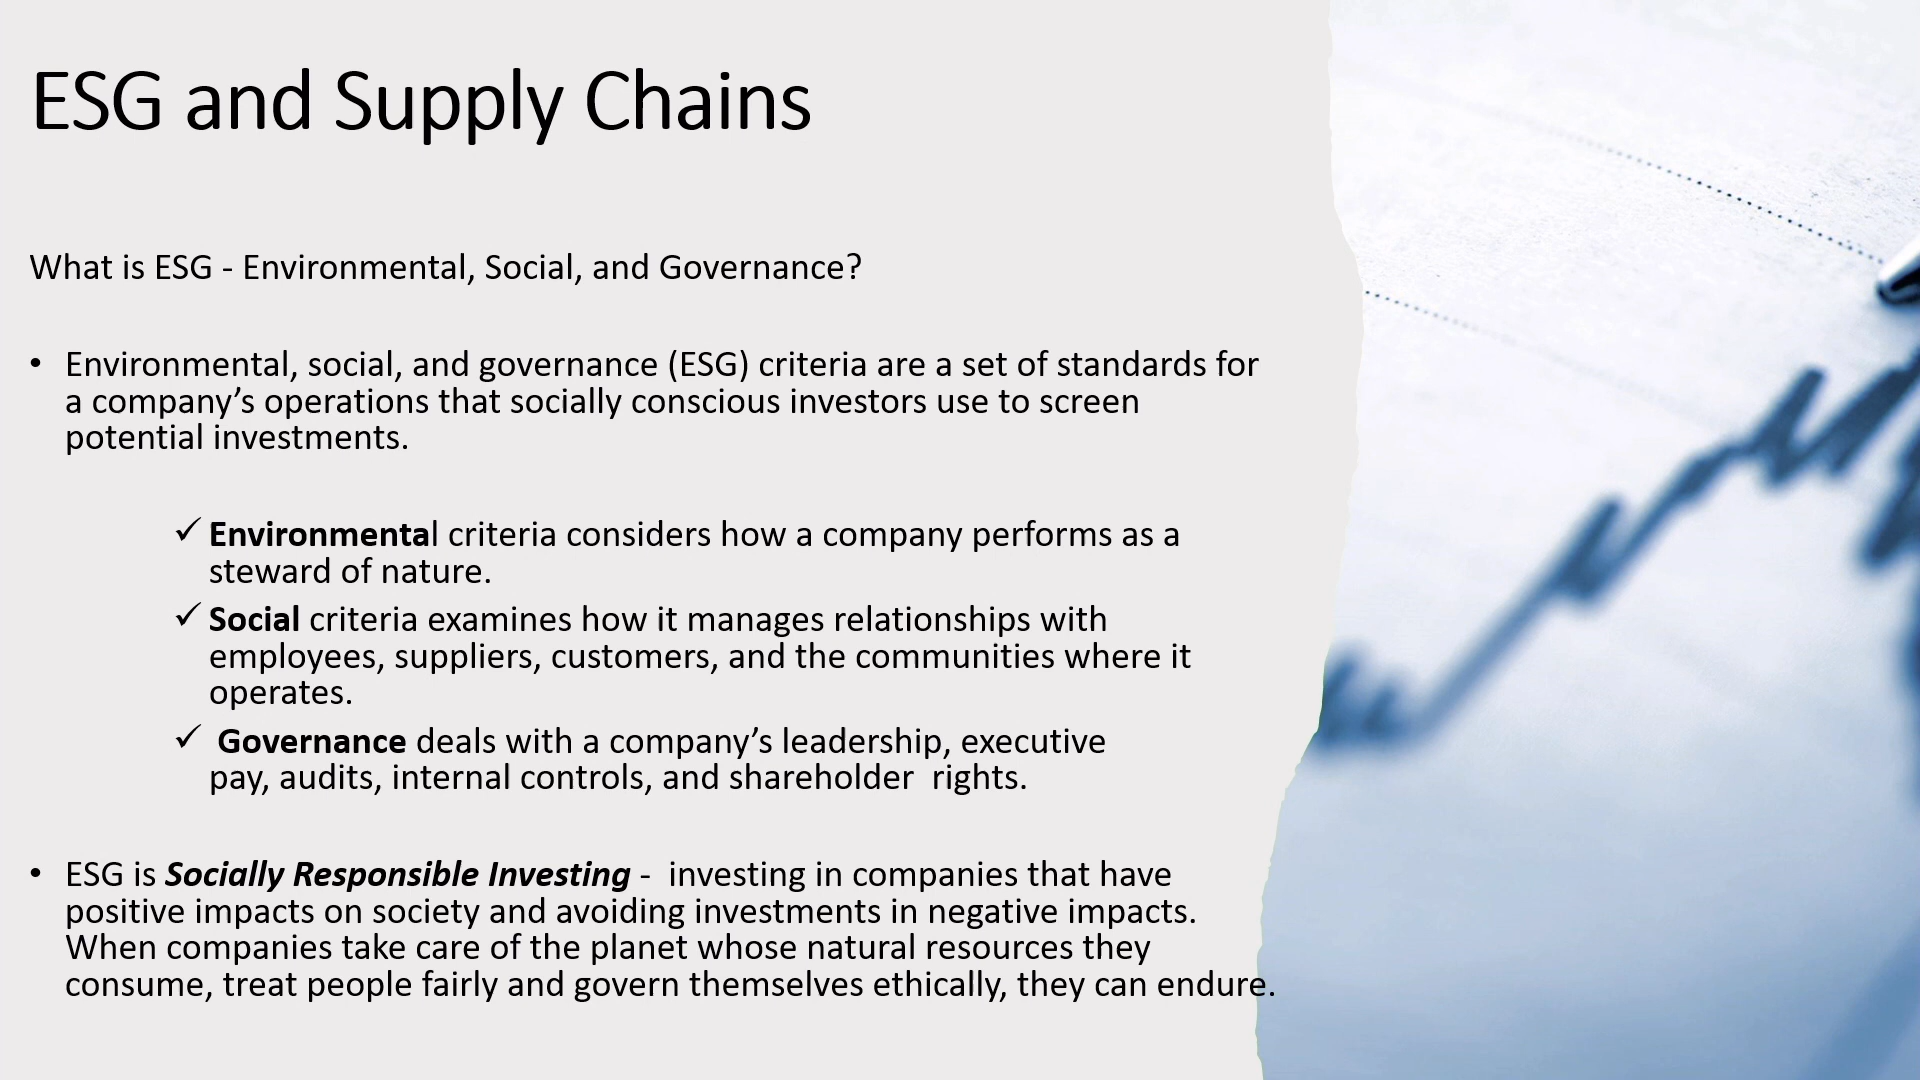 ESG and Supply Chains
What is ESG - Environmental, Social, and Governance?
• Environmental, social, and governance (ESG) criteria are a set of standards for
a company’s operations that socially conscious investors use to screen
potential investments.
✓ Environmental criteria considers how a company performs as a
steward of nature.
✓ Social criteria examines how it manages relationships with
employees, suppliers, customers, and the communities where it
operates.
✓ Governance deals with a company’s leadership, executive
pay, audits, internal controls, and shareholder  rights.
• ESG is Socially Responsible Investing -  investing in companies that have
positive impacts on society and avoiding investments in negative impacts.
When companies take care of the planet whose natural resources they
consume, treat people fairly and govern themselves ethically, they can endure.